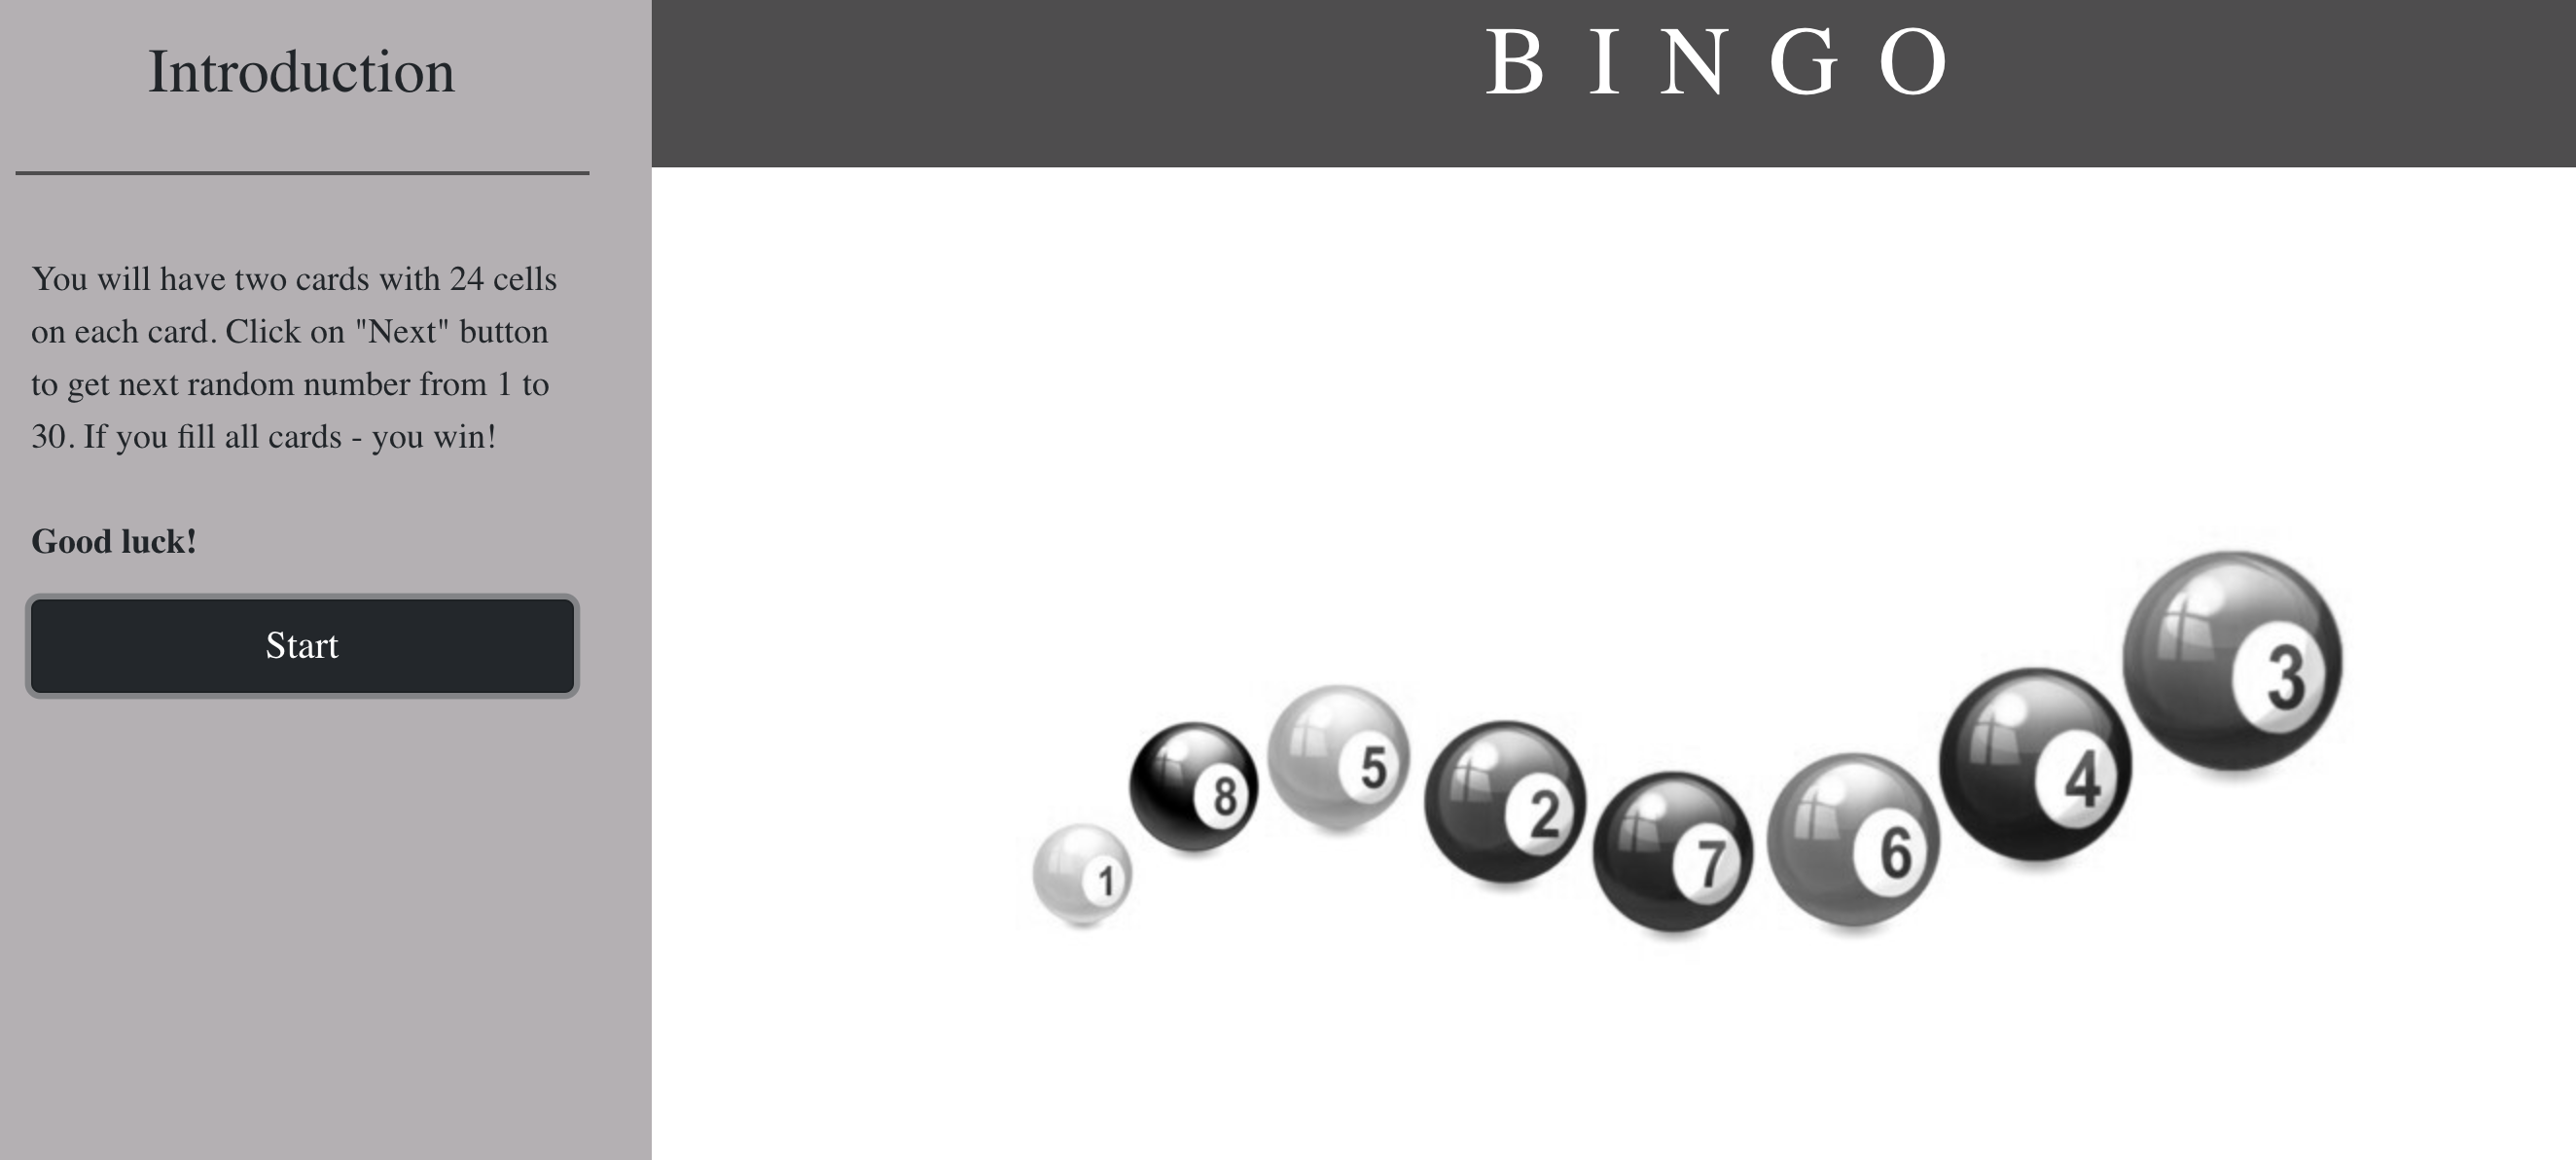 Introduction
You will have two cards with 24 cells
on each card. Click on "Next" button
to get next random number from 1 to
30. If you fill all cards - you win!
Good luck!
Start
B I N G O
1 8 5 2 7 6 4 3